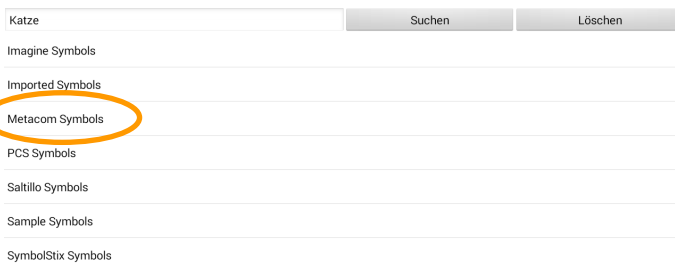 Katze Suchen Löschen
Imagine Symbols
Imported Symbols
Metacom Symbols
PCS Symbols
Saltillo Symbols
Sample Symbols
SymbolStix Symbols